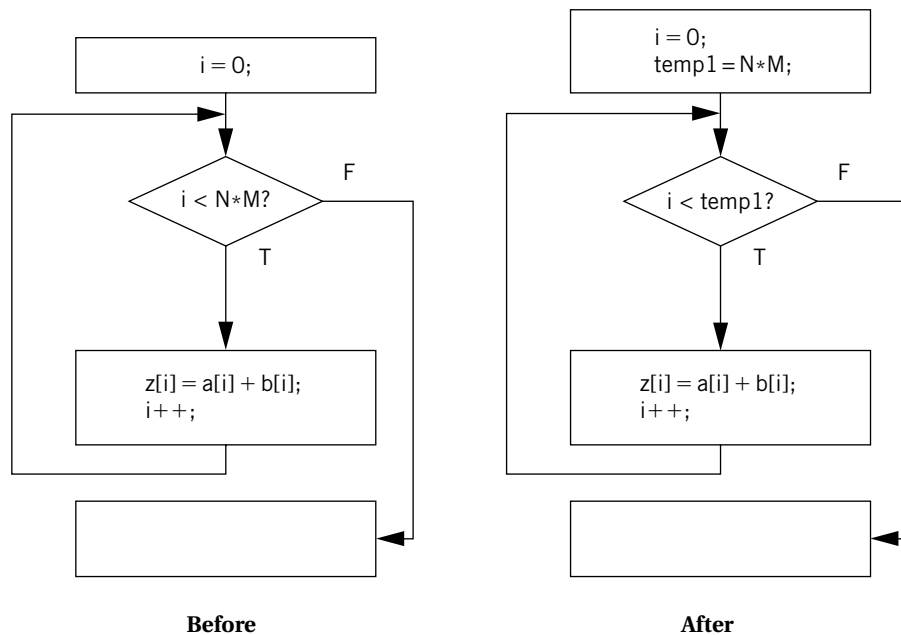 i = 0;
i < N*M?
F
T
z[i] = a[i] + b[i];
i++;
Before
i = 0;
temp1 = N*M;
i < temp1?
F
T
z[i] = a[i] + b[i];
i++;
After